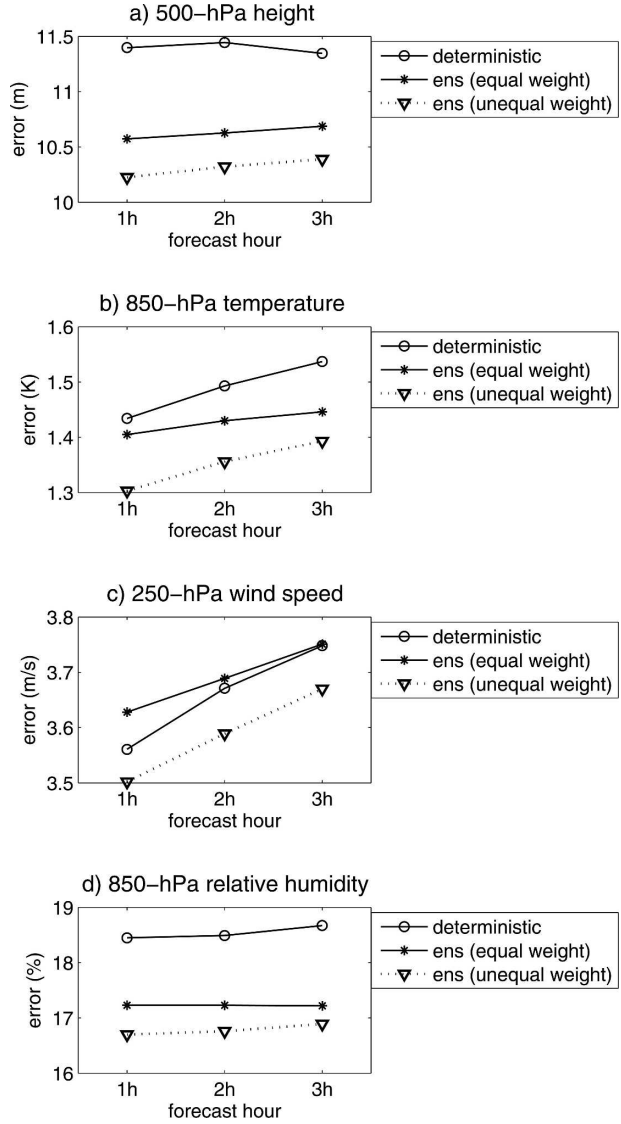 a) 500−hPa height
11.5
11
10.5
10
error (m)
1h 2h 3h
forecast hour
deterministic
ens (equal weight)
ens (unequal weight)
b) 850−hPa temperature
1.6
1.5
1.4
1.3
error (K)
1h 2h 3h
forecast hour
deterministic
ens (equal weight)
ens (unequal weight)
c) 250−hPa wind speed
3.8
3.7
3.6
3.5
error (m/s)
1h 2h 3h
forecast hour
deterministic
ens (equal weight)
ens (unequal weight)
d) 850−hPa relative humidity
19
18
17
16
error (%)
1h 2h 3h
forecast hour
deterministic
ens (equal weight)
ens (unequal weight)